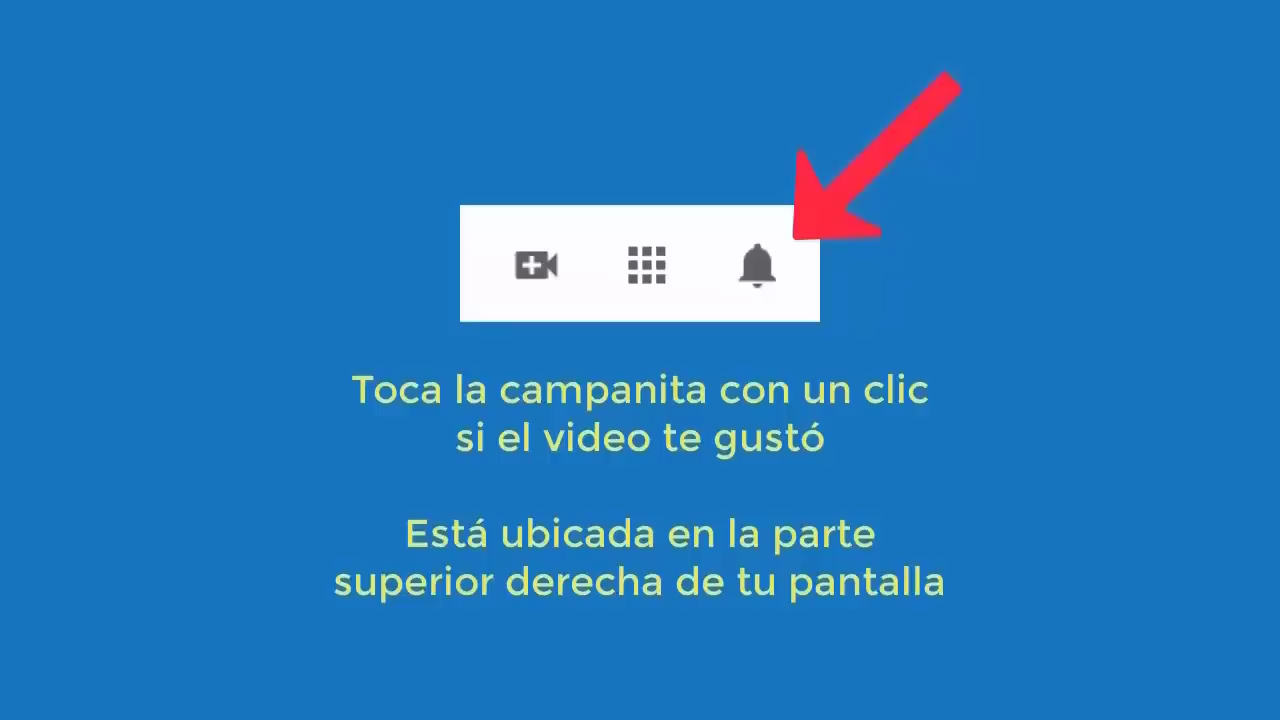 Toca la campanita con un clic
si el video te gustó
Está ubicada en la parte
superior derecha de tu pantalla